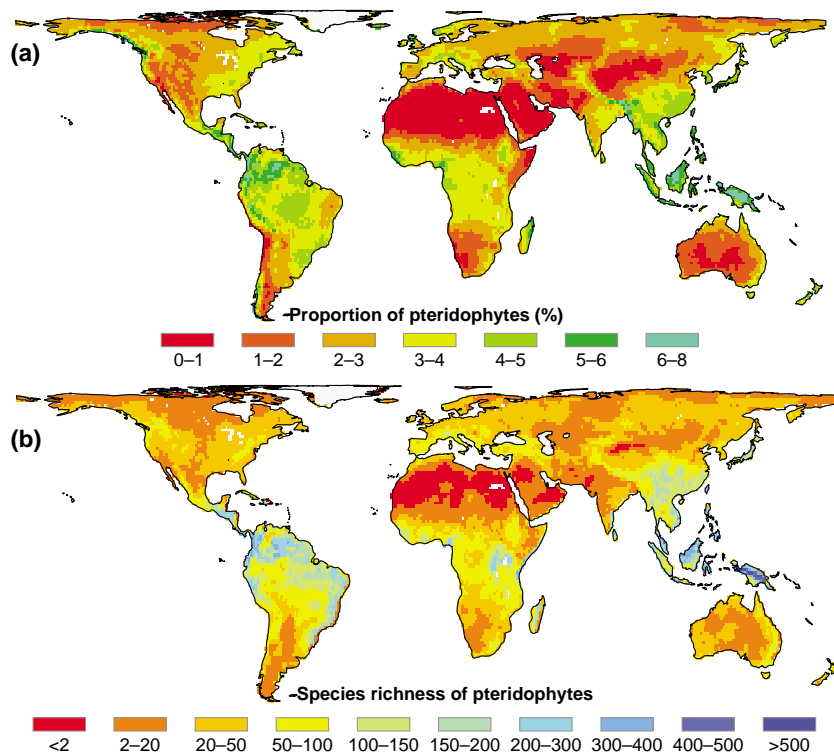 (a)
Proportion of pteridophytes (%)
0–1 1–2 2–3 3–4 4–5 5–6 6–8
(b)
Species richness of pteridophytes
<2 2–20 20–50 50–100 100–150 150–200 200–300 300–400 400–500 >500